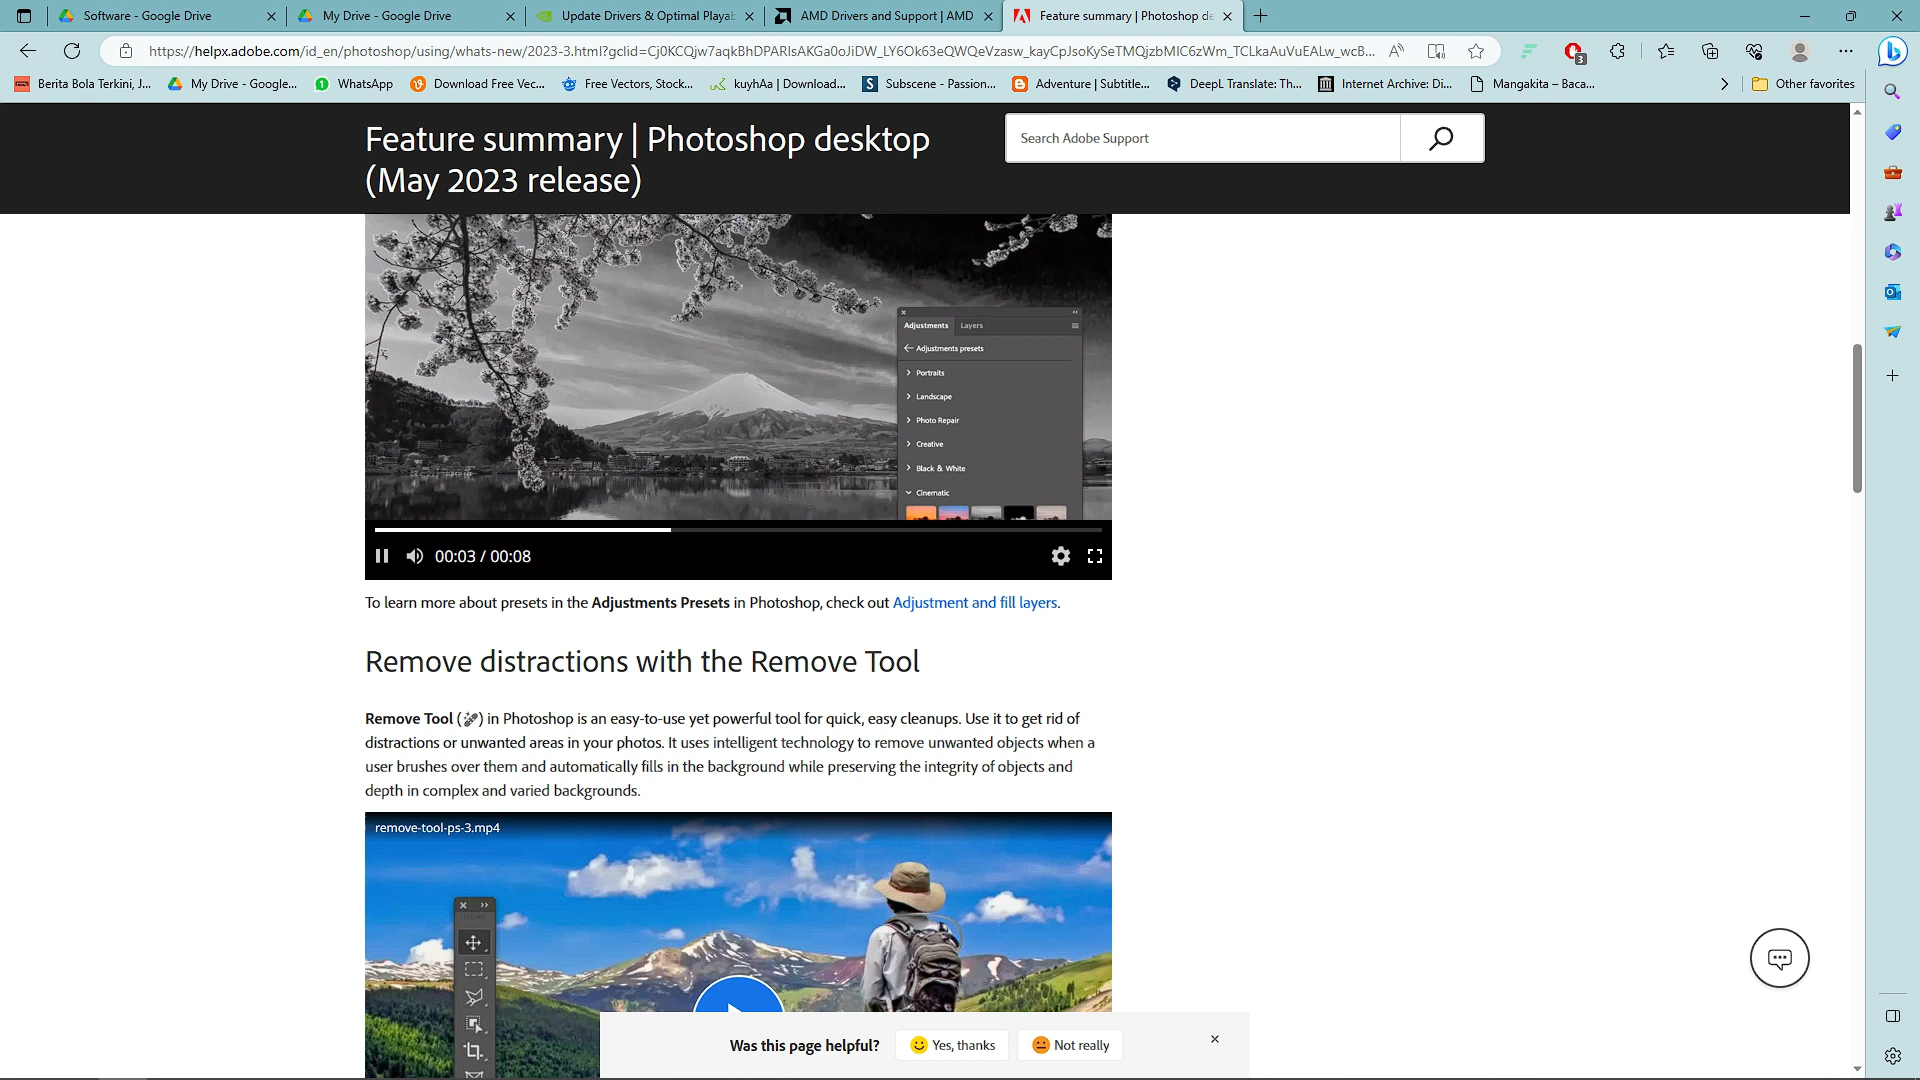 Software - Google Drive
My Drive - Google Drive
Update Drivers & Optimal Playab
AMD Drivers and Support | AMD
Feature summary | Photoshop de
https://helpx.adobe.com/id_en/photoshop/using/whats-new/2023-3.html?gclid=Cj0KCQjw7aqkBhDPARIsAKGa0oJiDW_LY6Ok63eQWQeVzasw_kayCpJsoKySeTMQjzbMIC6zWm_TCLkaAuVuEALw_wcB...
3
Berita Bola Terkini, J...
My Drive - Google...
WhatsApp
Download Free Vec...
Free Vectors, Stock...
kuyhAa | Download...
Subscene - Passion...
Adventure | Subtitle...
DeepL Translate: Th...
Internet Archive: Di...
Mangakita – Baca...
Other favorites
Feature summary | Photoshop desktop
(May 2023 release)
Search Adobe Support
Adjustments
Layers
Adjustments presets
Portraits
Landscape
Photo Repair
Creative
Black & White
Cinematic
00:03 / 00:08
To learn more about presets in the Adjustments Presets in Photoshop, check out Adjustment and fill layers.
Remove distractions with the Remove Tool
Remove Tool ( ) in Photoshop is an easy-to-use yet powerful tool for quick, easy cleanups. Use it to get rid of
distractions or unwanted areas in your photos. It uses intelligent technology to remove unwanted objects when a
user brushes over them and automatically fills in the background while preserving the integrity of objects and
depth in complex and varied backgrounds.
remove-tool-ps-3.mp4
Was this page helpful?
Yes, thanks
Not really